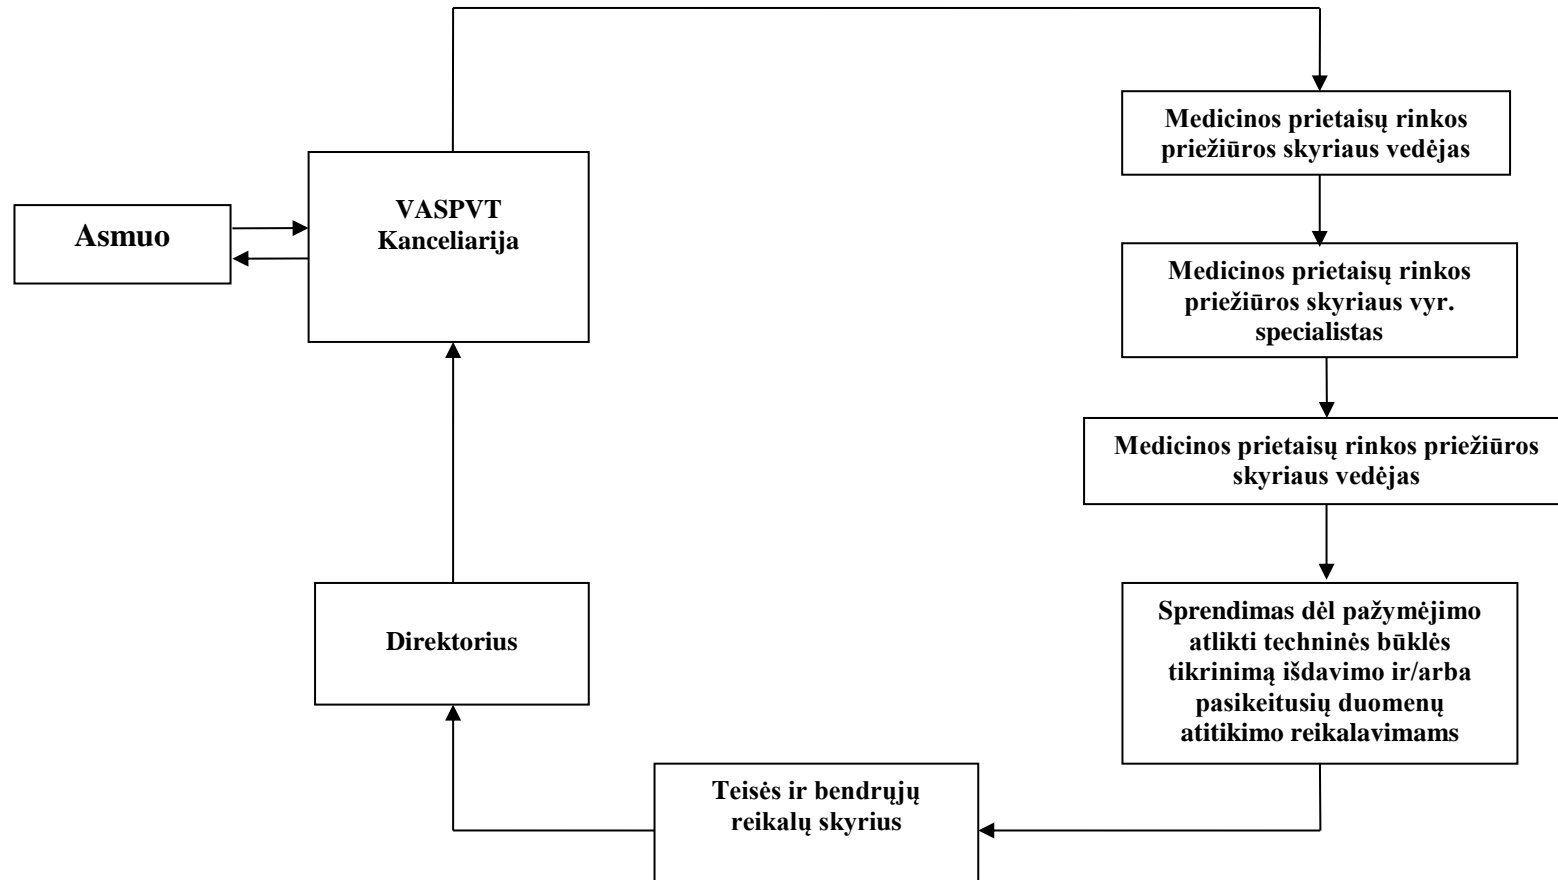 Medicinos prietaisų rinkos
priežiūros skyriaus vedėjas
VASPVT
Kanceliarija
Asmuo
Medicinos prietaisų rinkos
priežiūros skyriaus vyr.
specialistas
Medicinos prietaisų rinkos priežiūros
skyriaus vedėjas
Sprendimas dėl pažymėjimo
atlikti techninės būklės
tikrinimą išdavimo ir/arba
pasikeitusių duomenų
atitikimo reikalavimams
Direktorius
Teisės ir bendrųjų
reikalų skyrius